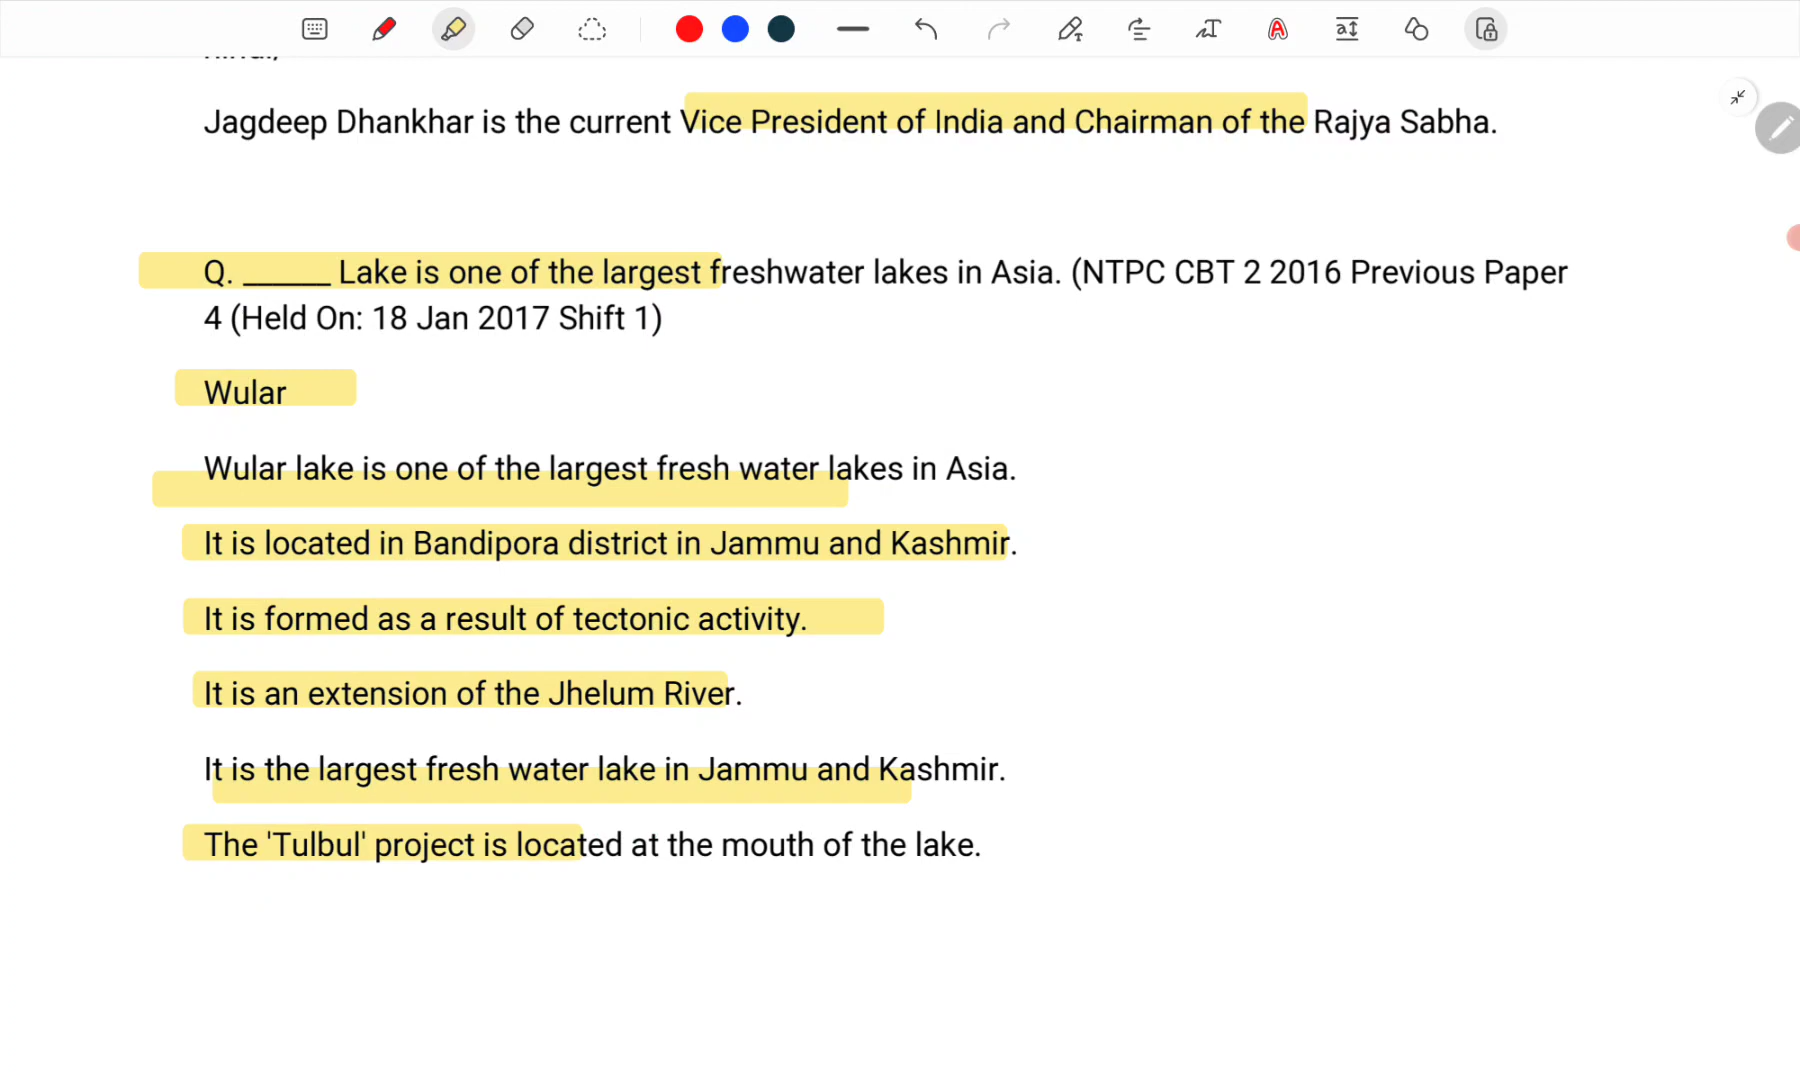 Jagdeep Dhankhar is the current Vice President of India and Chairman of the Rajya Sabha.
Q. ______ Lake is one of the largest freshwater lakes in Asia. (NTPC CBT 2 2016 Previous Paper
4 (Held On: 18 Jan 2017 Shift 1)
Wular
Wular lake is one of the largest fresh water lakes in Asia.
It is located in Bandipora district in Jammu and Kashmir.
It is formed as a result of tectonic activity.
It is an extension of the Jhelum River.
It is the largest fresh water lake in Jammu and Kashmir.
The 'Tulbul' project is located at the mouth of the lake.